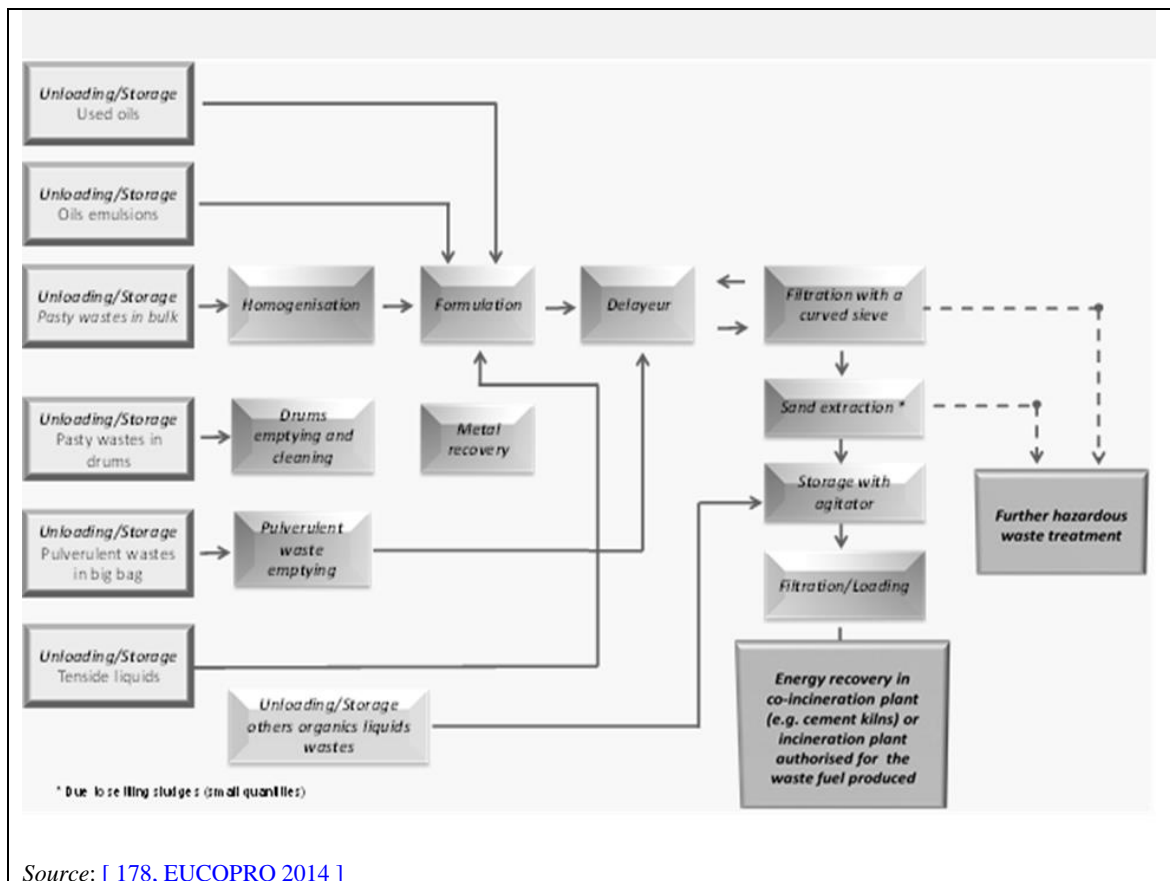 Unloading/Storage
Used oils
Unloading/Storage
Oils emulsions
Unloading/Storage
Pasty wastes in bulk
Homogenisation
Formulation
Delayeur
Filtration with a
curved sieve
Unloading/Storage
Pasty wastes in
drums
Drums
emptying and
cleaning
Metal
recovery
Sand extraction *
Storage with
agitator
Further hazardous
waste treatment
Unloading/Storage
Pulverulent wastes
in big bag
Pulverulent
waste
emptying
Filtration/Loading
Unloading/Storage
Tenside liquids
Unloading/Storage
others organics liquids
wastes
Energy recovery in
co-incineration plant
(e.g. cement kilns) or
incineration plant
authorised for the
waste fuel produced
* Due to settling sludges (small quantities)
Source: [ 178, EUCOPRO 2014 ]